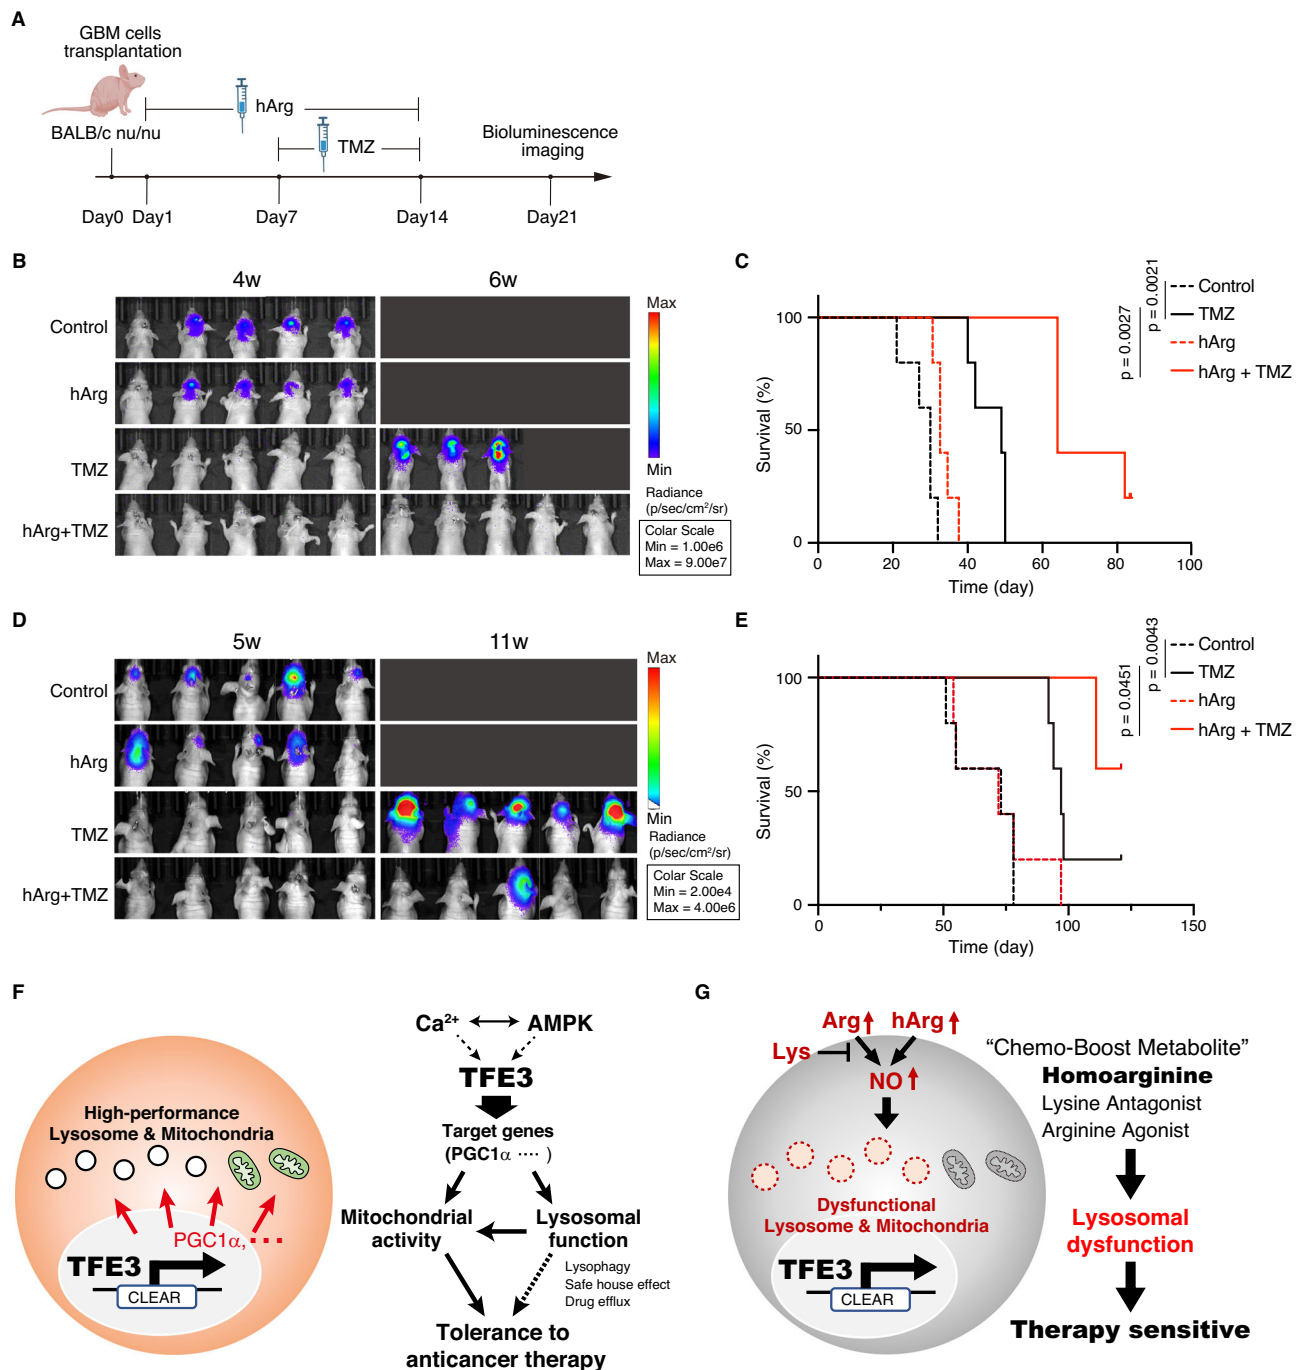 A
GBM cells
transplantation
hArg
BALB/c nu/nu
TMZ
Bioluminescence
imaging
Day0 Day1 Day7 Day14 Day21
B
4w 6w
Control
hArg
TMZ
hArg+TMZ
Max
Min
Radiance
(p/sec/cm²/sr)
Colar Scale
Min = 1.00e6
Max = 9.00e7
C
Survival (%)
100
50
0
0 20 40 60 80 100
Time (day)
p = 0.0027
p = 0.0021
Control
TMZ
hArg
hArg + TMZ
D
5w 11w
Control
hArg
TMZ
hArg+TMZ
Max
Min
Radiance
(p/sec/cm²/sr)
Colar Scale
Min = 2.00e4
Max = 4.00e6
E
Survival (%)
100
50
0
0 50 100 150
Time (day)
p = 0.0451
p = 0.0043
Control
TMZ
hArg
hArg + TMZ
F
High-performance
Lysosome & Mitochondria
PGC1α, ····
TFE3
CLEAR
Ca²⁺ AMPK
TFE3
Target genes
(PGC1α ···· )
Mitochondrial
activity
Lysosomal
function
Lysophagy
Safe house effect
Drug efflux
Tolerance to
anticancer therapy
G
Arg hArg
Lys
NO
Dysfunctional
Lysosome & Mitochondria
TFE3
CLEAR
“Chemo-Boost Metabolite”
Homoarginine
Lysine Antagonist
Arginine Agonist
Lysosomal
dysfunction
Therapy sensitive